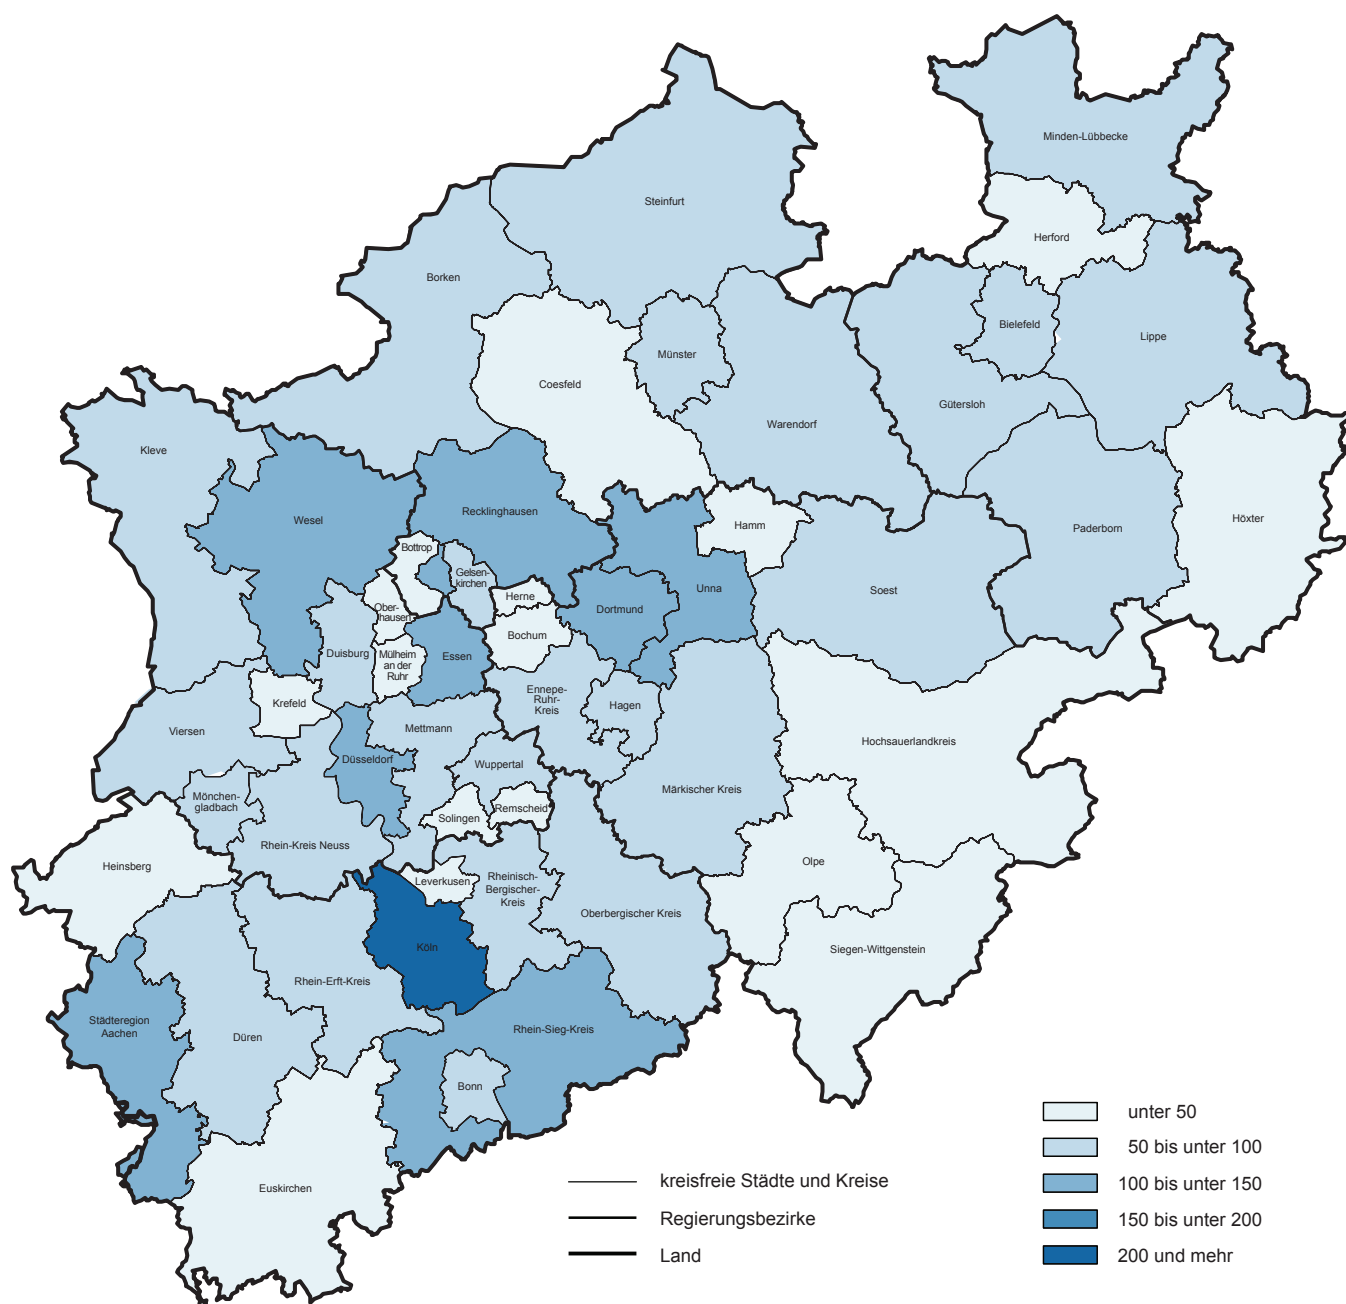 Minden-Lübbecke
Steinfurt
Herford
Borken
Bielefeld
Lippe
Münster
Coesfeld
Gütersloh
Warendorf
Kleve
Wesel
Recklinghausen
Hamm
Paderborn
Höxter
Bottrop
Gelsen-
kirchen
Unna
Soest
Herne
Dortmund
Ober-
hausen
Bochum
Duisburg
Mülheim
an der
Ruhr
Essen
Krefeld
Ennepe-
Ruhr-
Kreis
Hagen
Viersen
Mettmann
Hochsauerlandkreis
Düsseldorf
Wuppertal
Märkischer Kreis
Mönchen-
gladbach
Solingen
Remscheid
Rhein-Kreis Neuss
Heinsberg
Olpe
Leverkusen
Rheinisch-
Bergischer-
Kreis
Oberbergischer Kreis
Köln
Siegen-Wittgenstein
Rhein-Erft-Kreis
Städteregion
Aachen
Düren
Rhein-Sieg-Kreis
Bonn
Euskirchen
kreisfreie Städte und Kreise
Regierungsbezirke
Land
unter 50
50 bis unter 100
100 bis unter 150
150 bis unter 200
200 und mehr